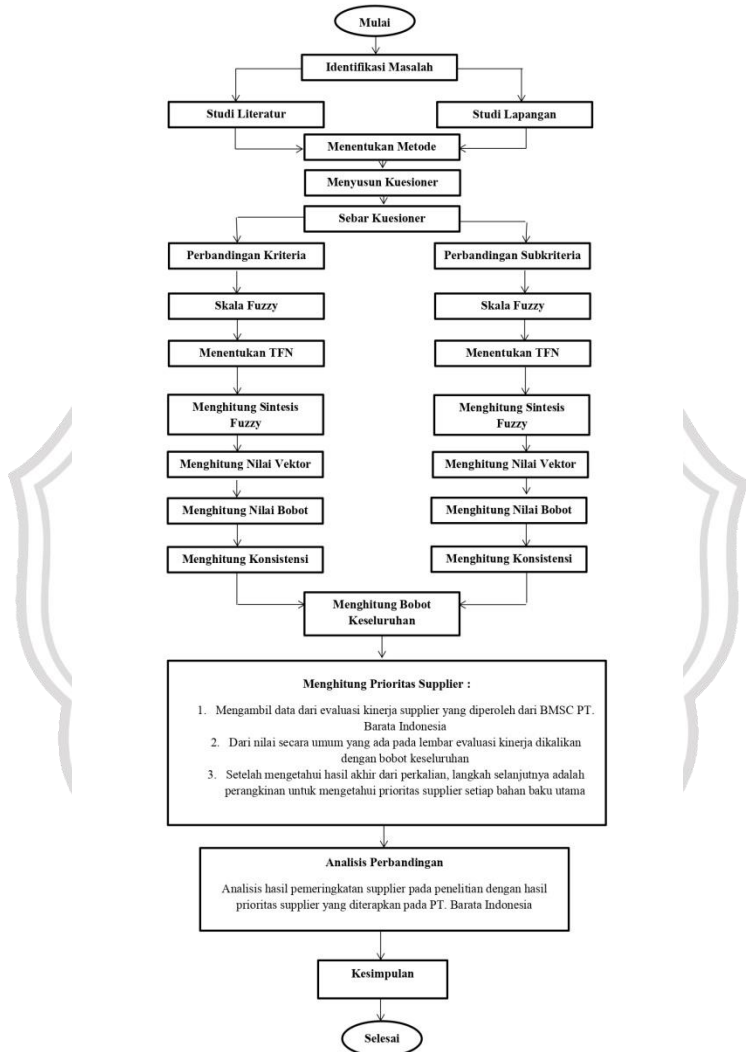 Mulai
Identifikasi Masalah
Studi Literatur
Studi Lapangan
Menentukan Metode
Menyusun Kuesioner
Sebar Kuesioner
Perbandingan Kriteria
Perbandingan Subkriteria
Skala Fuzzy
Skala Fuzzy
Menentukan TFN
Menentukan TFN
Menghitung Sintesis
Fuzzy
Menghitung Sintesis
Fuzzy
Menghitung Nilai Vektor
Menghitung Nilai Vektor
Menghitung Nilai Bobot
Menghitung Nilai Bobot
Menghitung Konsistensi
Menghitung Konsistensi
Menghitung Bobot
Keseluruhan
Menghitung Prioritas Supplier :
1. Mengambil data dari evaluasi kinerja supplier yang diperoleh dari BMSC PT.
Barata Indonesia
2. Dari nilai secara umum yang ada pada lembar evaluasi kinerja dikalikan
dengan bobot keseluruhan
3. Setelah mengetahui hasil akhir dari perkalian, langkah selanjutnya adalah
perangkinan untuk mengetahui prioritas supplier setiap bahan baku utama
Analisis Perbandingan
Analisis hasil pemeringkatan supplier pada penelitian dengan hasil
prioritas supplier yang diterapkan pada PT. Barata Indonesia
Kesimpulan
Selesai